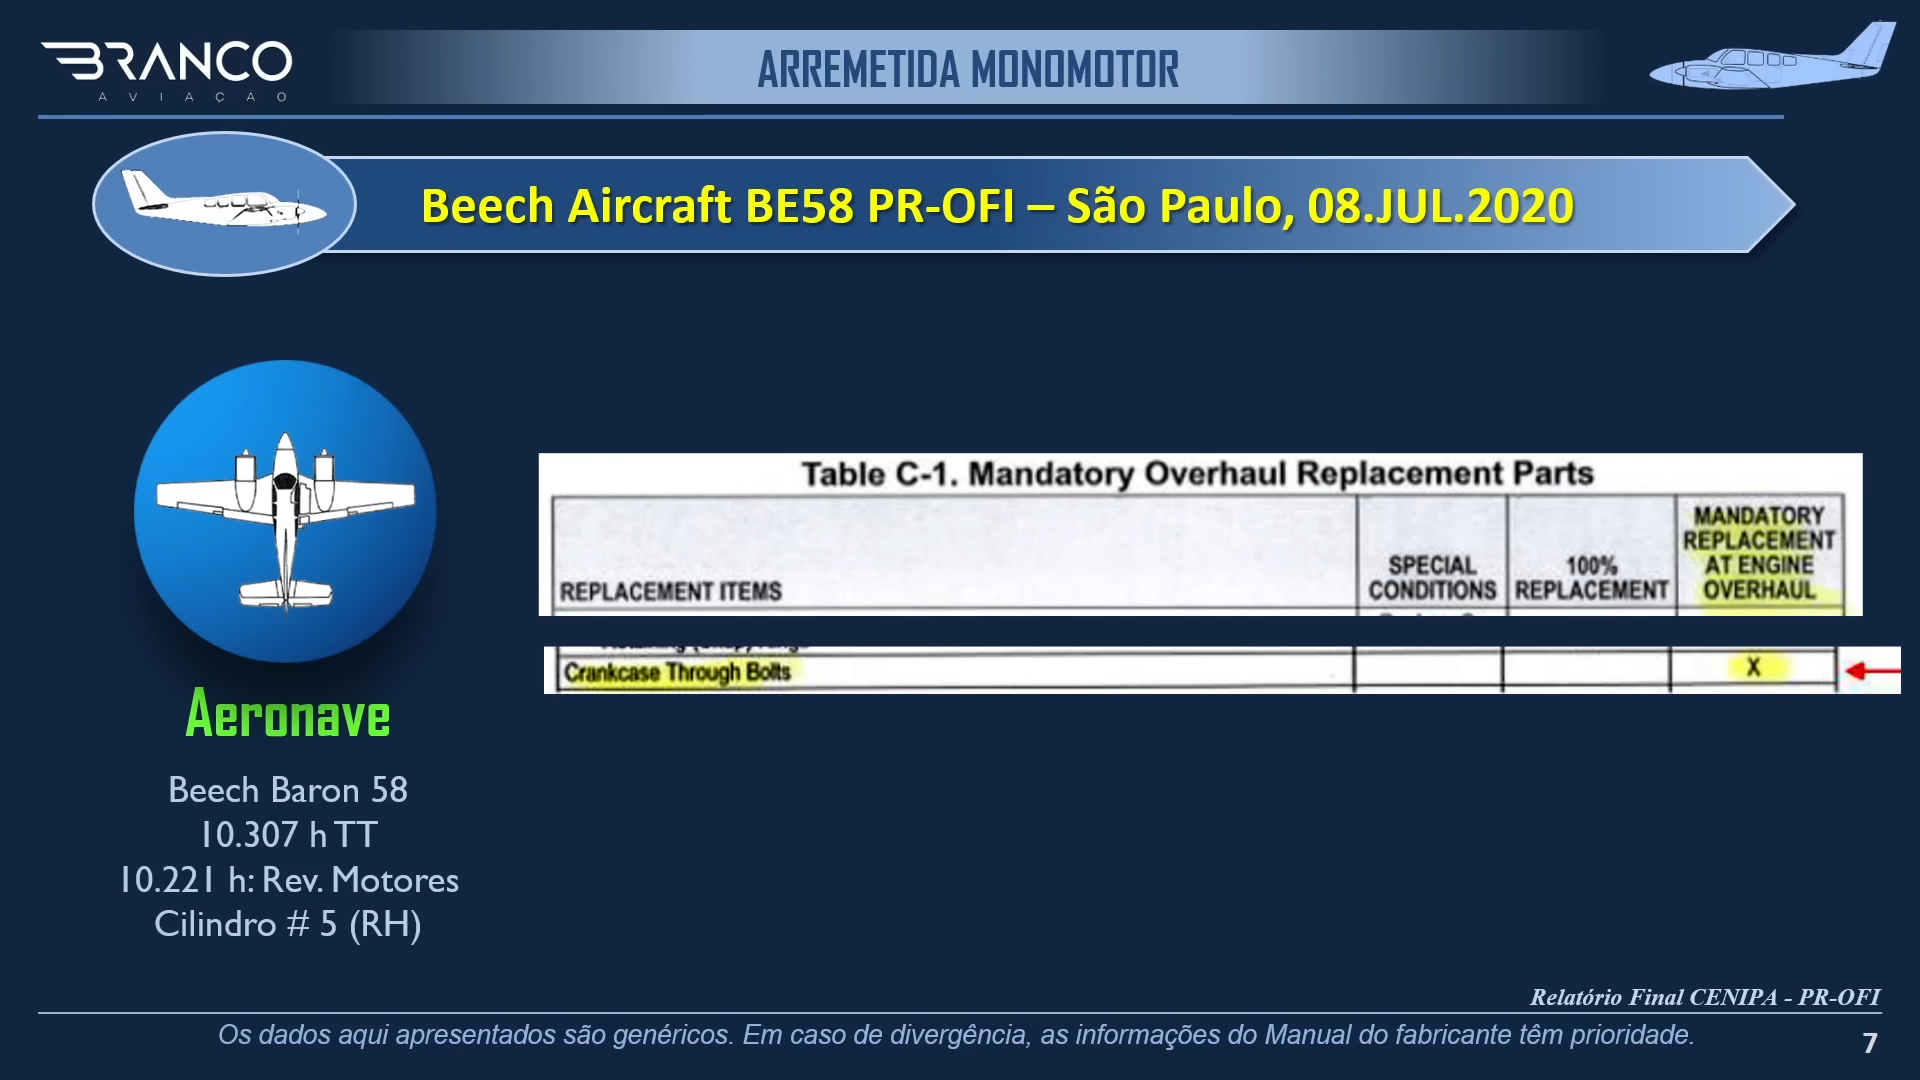 BRANCO
AVIAÇÃO
ARREMETIDA MONOMOTOR
Beech Aircraft BE58 PR-OFI – São Paulo, 08.JUL.2020
Table C-1. Mandatory Overhaul Replacement Parts
REPLACEMENT ITEMS
SPECIAL
CONDITIONS
100%
REPLACEMENT
MANDATORY
REPLACEMENT
AT ENGINE
OVERHAUL
Crankcase Through Bolts
X
Aeronave
Beech Baron 58
10.307 h TT
10.221 h: Rev. Motores
Cilindro # 5 (RH)
Relatório Final CENIPA - PR-OFI
Os dados aqui apresentados são genéricos. Em caso de divergência, as informações do Manual do fabricante têm prioridade.
7